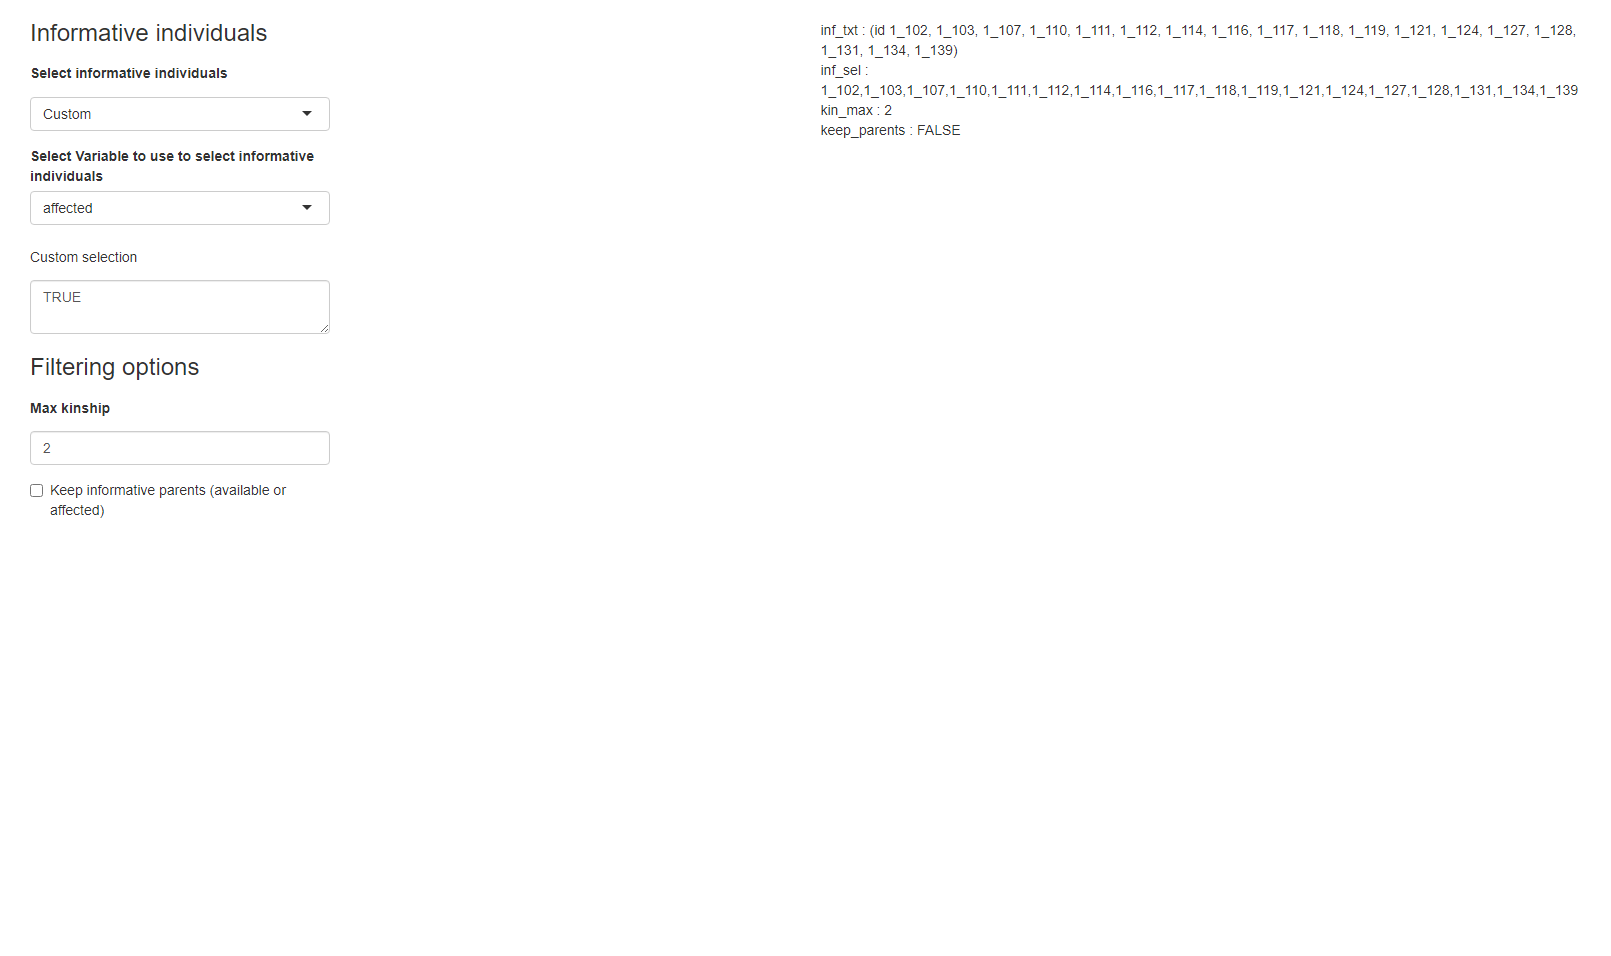 Informative individuals
Select informative individuals
Custom
Select Variable to use to select informative
individuals
affected
Custom selection
TRUE
Filtering options
Max kinship
2
Keep informative parents (available or
affected)
inf_txt : (id 1_102, 1_103, 1_107, 1_110, 1_111, 1_112, 1_114, 1_116, 1_117, 1_118, 1_119, 1_121, 1_124, 1_127, 1_128,
1_131, 1_134, 1_139)
inf_sel :
1_102,1_103,1_107,1_110,1_111,1_112,1_114,1_116,1_117,1_118,1_119,1_121,1_124,1_127,1_128,1_131,1_134,1_139
kin_max : 2
keep_parents : FALSE